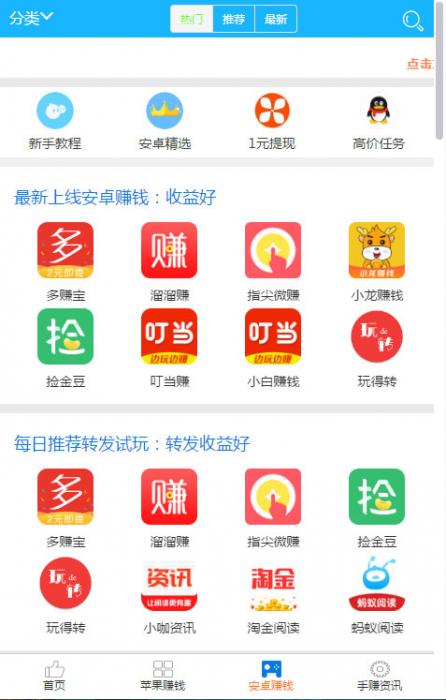 分类
热门 推荐 最新
点击
新手教程 安卓精选 1元提现 高价任务
最新上线安卓赚钱：收益好
多 赚
2元即提 小龙赚钱
多赚宝 溜溜赚 指尖微赚 小龙赚钱
捡 叮当 叮当 玩de转
边玩边赚 边玩边赚
捡金豆 叮当赚 小白赚钱 玩得转
每日推荐转发试玩：转发收益好
多 赚 捡
2元即提
多赚宝 溜溜赚 指尖微赚 捡金豆
玩de转 资讯 淘金
让阅读更有趣 蚂蚁阅读
玩得转 小咖资讯 淘金阅读 蚂蚁阅读
首页 苹果赚钱 安卓赚钱 手赚资讯